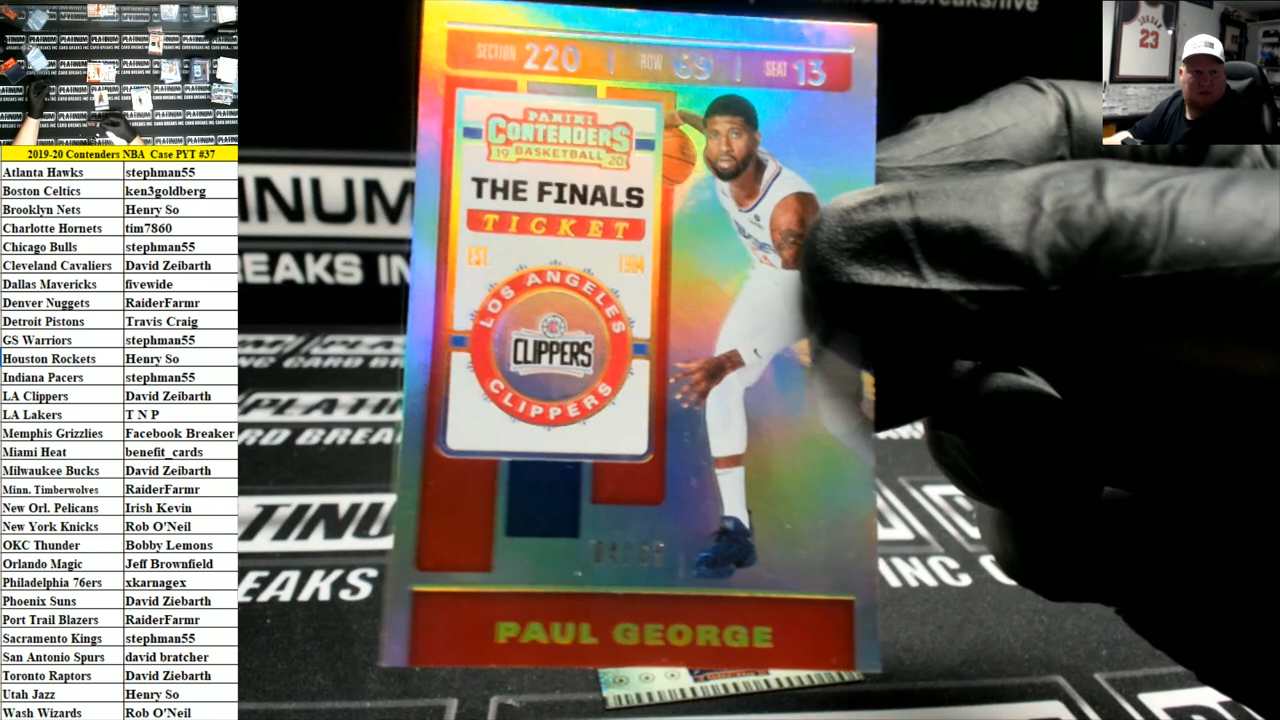 2019-20 Contenders NBA Case PYT #37
Atlanta Hawks stephman55
Boston Celtics ken3goldberg
Brooklyn Nets Henry So
Charlotte Hornets tim7860
Chicago Bulls stephman55
Cleveland Cavaliers David Zeibarth
Dallas Mavericks fivewide
Denver Nuggets RaiderFarmr
Detroit Pistons Travis Craig
GS Warriors stephman55
Houston Rockets Henry So
Indiana Pacers stephman55
LA Clippers David Zeibarth
LA Lakers T N P
Memphis Grizzlies Facebook Breaker
Miami Heat benefit_cards
Milwaukee Bucks David Zeibarth
Minn. Timberwolves RaiderFarmr
New Orl. Pelicans Irish Kevin
New York Knicks Rob O'Neil
OKC Thunder Bobby Lemons
Orlando Magic Jeff Brownfield
Philadelphia 76ers xkarnagex
Phoenix Suns David Ziebarth
Port Trail Blazers RaiderFarmr
Sacramento Kings stephman55
San Antonio Spurs david bratcher
Toronto Raptors David Ziebarth
Utah Jazz Henry So
Wash Wizards Rob O'Neil
SECTION 220 | ROW 69 | SEAT 13
PANINI
CONTENDERS
19 BASKETBALL 20
THE FINALS
TICKET
EST. 1984
LOS ANGELES
CLIPPERS
CLIPPERS
PAUL GEORGE
JORDAN
23